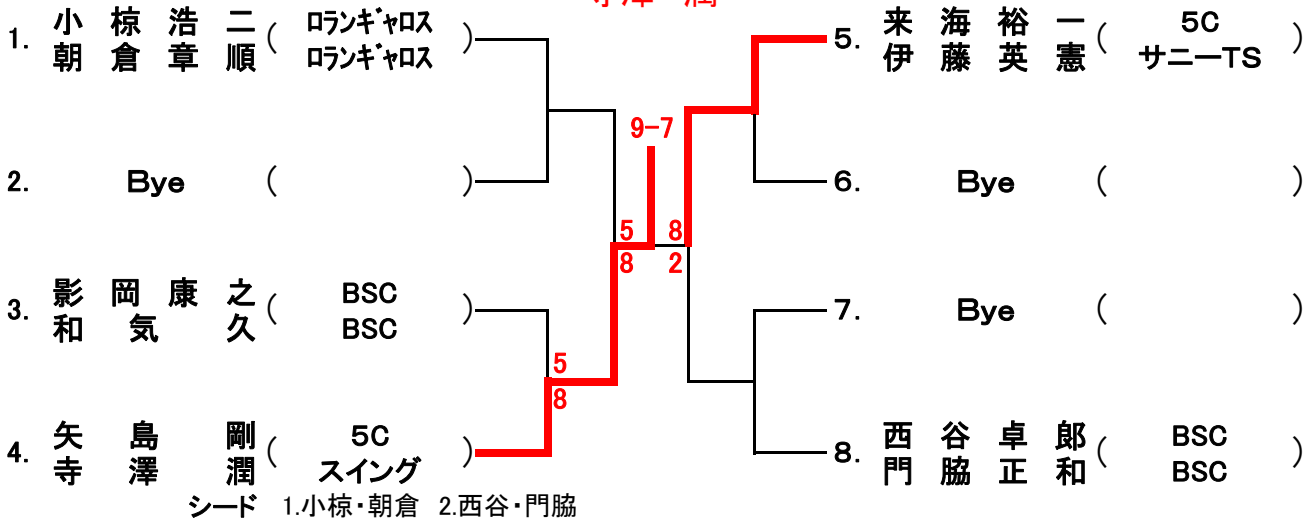 寺澤 潤
1. 小椋浩二 ( ロランギャロス )
朝倉章順 ロランギャロス
2. Bye ( )
3. 影岡康之 ( BSC )
和気久 BSC
4. 矢島剛 ( 5C )
寺澤潤 スイング
5
8
5
8
9-7
8
2
5. 来海裕一 ( 5C )
伊藤英憲 サニーTS
6. Bye ( )
7. Bye ( )
8. 西谷卓郎 ( BSC )
門脇正和 BSC
シード 1.小椋・朝倉 2.西谷・門脇